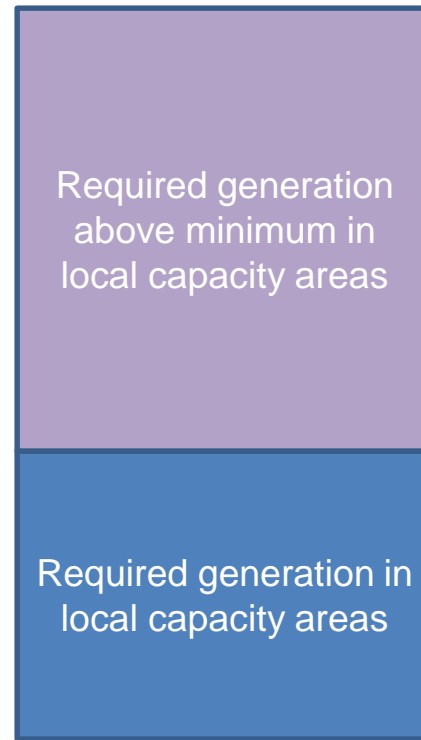 Required generation
above minimum in
local capacity areas
Required generation in
local capacity areas